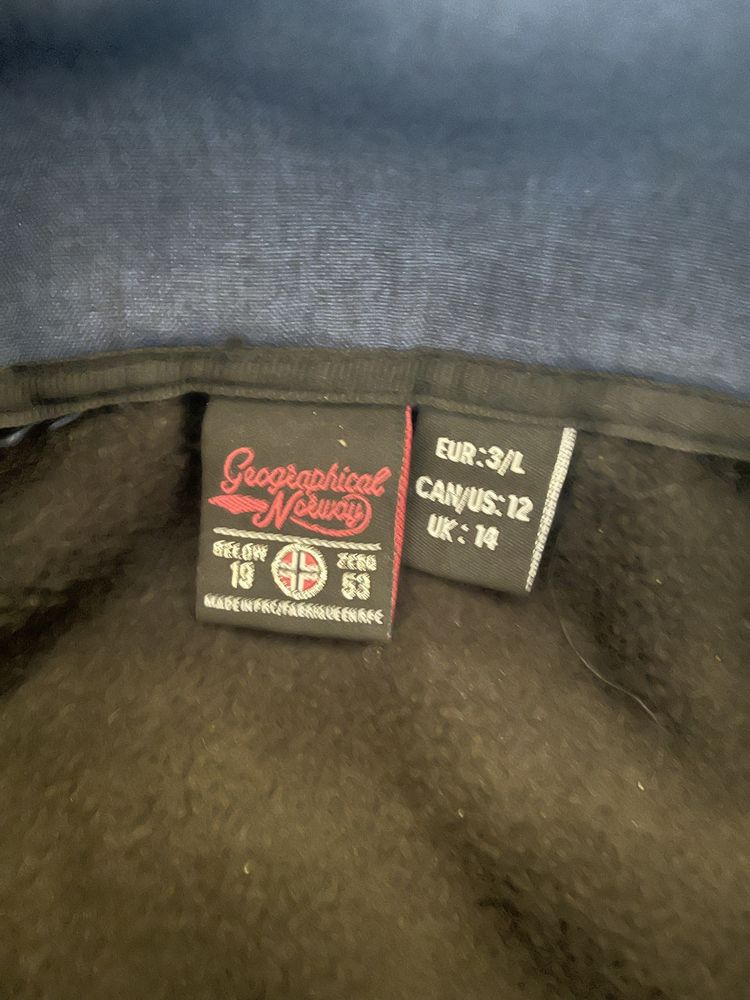 Geographical
Norway
BELOW ZERO
19 53
MADE IN PRC/FABRIQUE EN RPC
EUR:3/L
CAN/US: 12
UK: 14